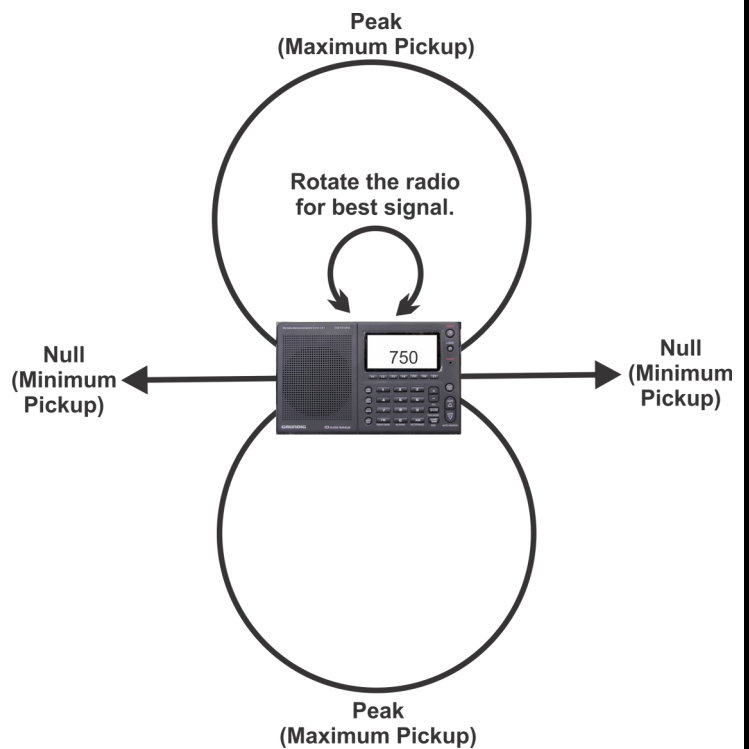 Peak
(Maximum Pickup)
Rotate the radio
for best signal.
Null
(Minimum
Pickup)
750
Null
(Minimum
Pickup)
GRUNDIG
Peak
(Maximum Pickup)